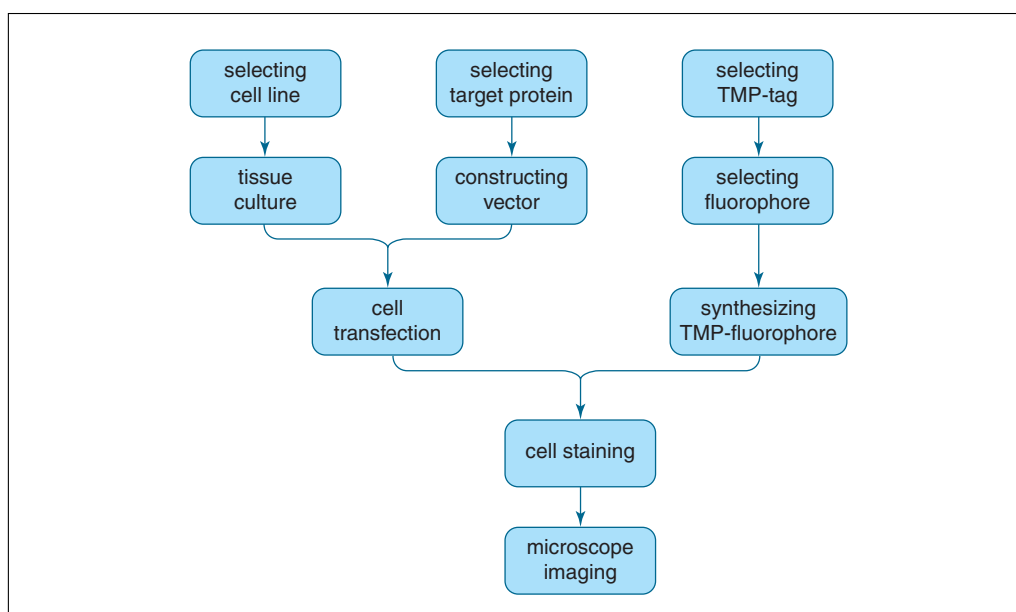 selecting
cell line
selecting
target protein
selecting
TMP-tag
tissue
culture
constructing
vector
selecting
fluorophore
cell
transfection
synthesizing
TMP-fluorophore
cell staining
microscope
imaging